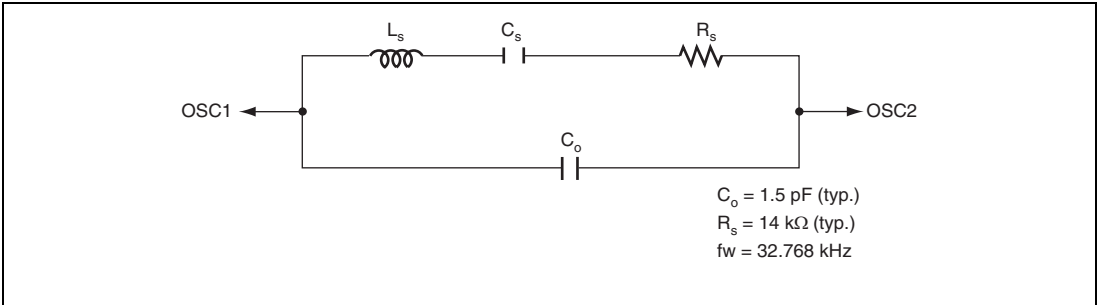 Ls Cs Rs
OSC1 OSC2
Co
Co = 1.5 pF (typ.)
Rs = 14 kΩ (typ.)
fw = 32.768 kHz